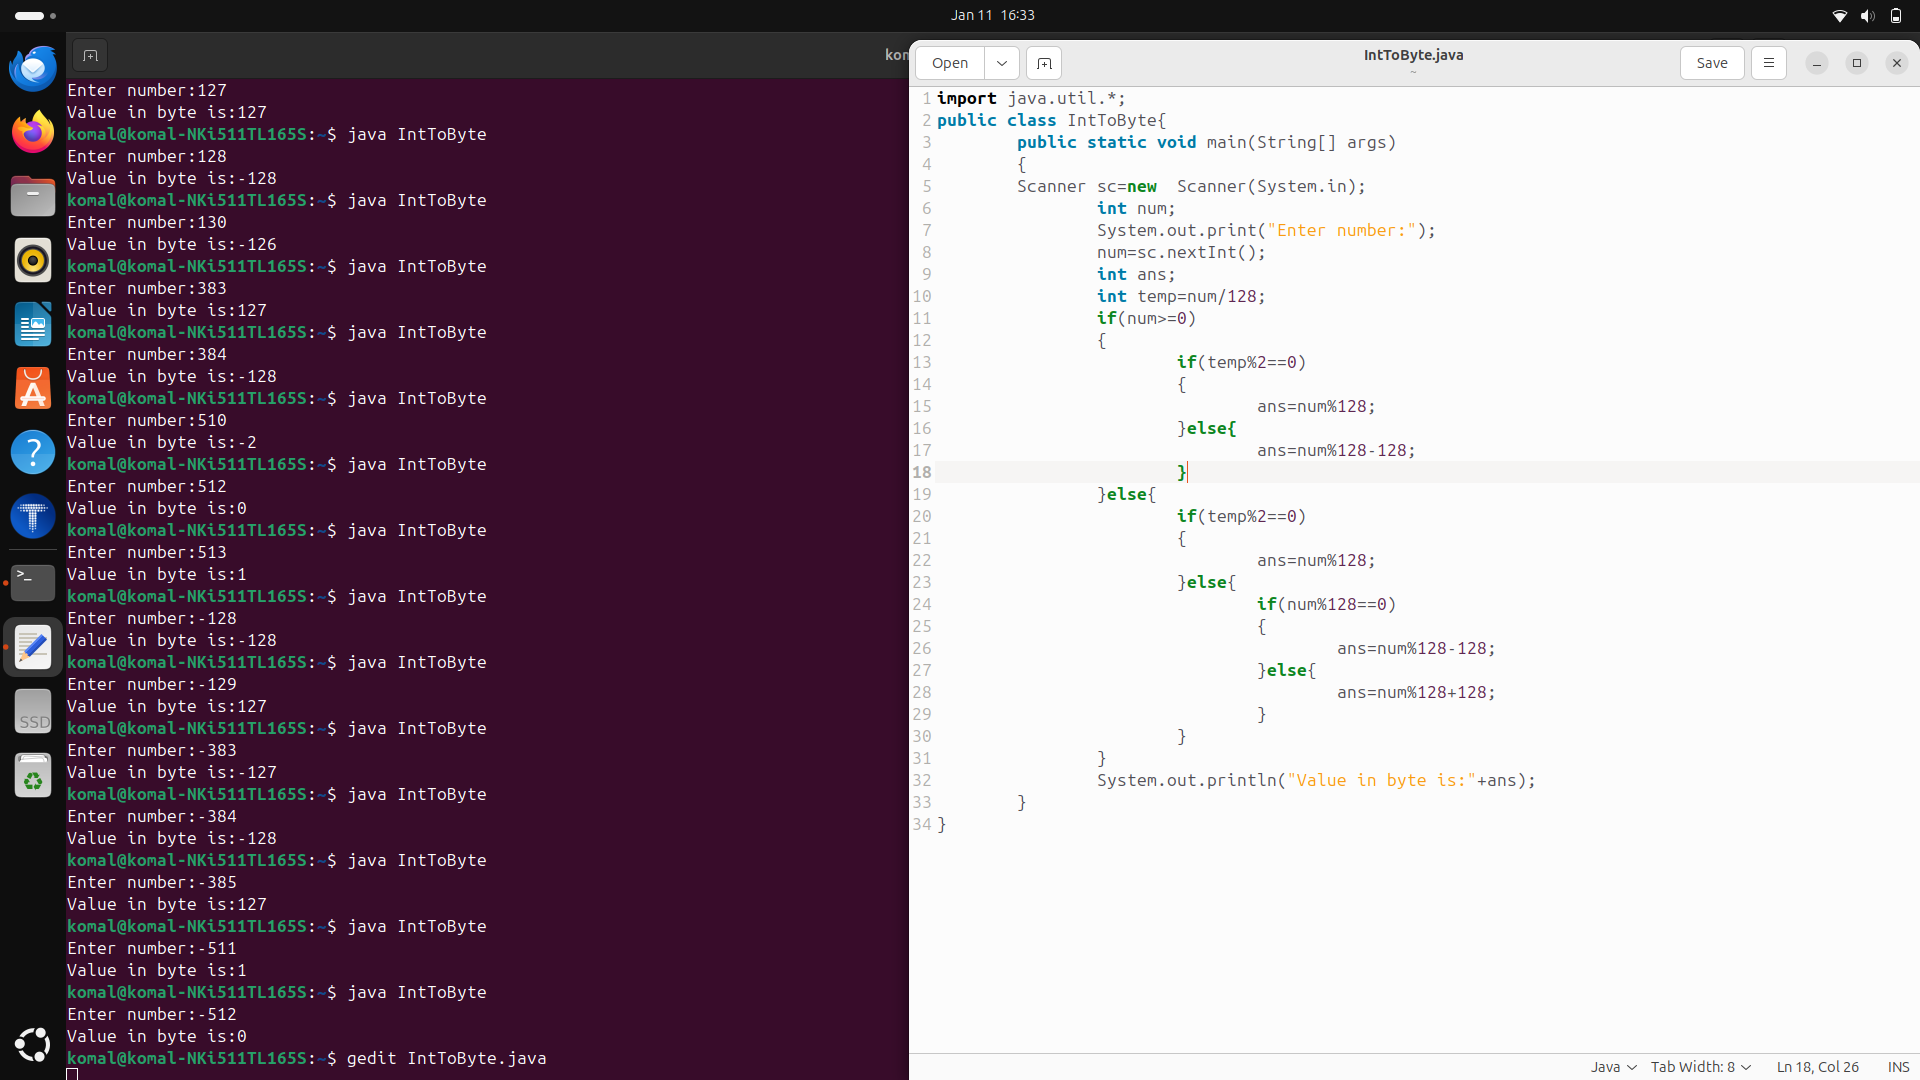 Jan 11 16:33
Enter number:127
Value in byte is:127
komal@komal-NKi511TL165S:~$ java IntToByte
Enter number:128
Value in byte is:-128
komal@komal-NKi511TL165S:~$ java IntToByte
Enter number:130
Value in byte is:-126
komal@komal-NKi511TL165S:~$ java IntToByte
Enter number:383
Value in byte is:127
komal@komal-NKi511TL165S:~$ java IntToByte
Enter number:384
Value in byte is:-128
komal@komal-NKi511TL165S:~$ java IntToByte
Enter number:510
Value in byte is:-2
komal@komal-NKi511TL165S:~$ java IntToByte
Enter number:512
Value in byte is:0
komal@komal-NKi511TL165S:~$ java IntToByte
Enter number:513
Value in byte is:1
komal@komal-NKi511TL165S:~$ java IntToByte
Enter number:-128
Value in byte is:-128
komal@komal-NKi511TL165S:~$ java IntToByte
Enter number:-129
Value in byte is:127
komal@komal-NKi511TL165S:~$ java IntToByte
Enter number:-383
Value in byte is:-127
komal@komal-NKi511TL165S:~$ java IntToByte
Enter number:-384
Value in byte is:-128
komal@komal-NKi511TL165S:~$ java IntToByte
Enter number:-385
Value in byte is:127
komal@komal-NKi511TL165S:~$ java IntToByte
Enter number:-511
Value in byte is:1
komal@komal-NKi511TL165S:~$ java IntToByte
Enter number:-512
Value in byte is:0
komal@komal-NKi511TL165S:~$ gedit IntToByte.java
SSD
kom
Open
IntToByte.java
~
Save
1 import java.util.*;
2 public class IntToByte{
3         public static void main(String[] args)
4         {
5         Scanner sc=new  Scanner(System.in);
6                 int num;
7                 System.out.print("Enter number:");
8                 num=sc.nextInt();
9                 int ans;
10                 int temp=num/128;
11                 if(num>=0)
12                 {
13                         if(temp%2==0)
14                         {
15                                 ans=num%128;
16                         }else{
17                                 ans=num%128-128;
18                         }
19                 }else{
20                         if(temp%2==0)
21                         {
22                                 ans=num%128;
23                         }else{
24                                 if(num%128==0)
25                                 {
26                                         ans=num%128-128;
27                                 }else{
28                                         ans=num%128+128;
29                                 }
30                         }
31                 }
32                 System.out.println("Value in byte is:"+ans);
33         }
34 }
Java Tab Width: 8 Ln 18, Col 26 INS